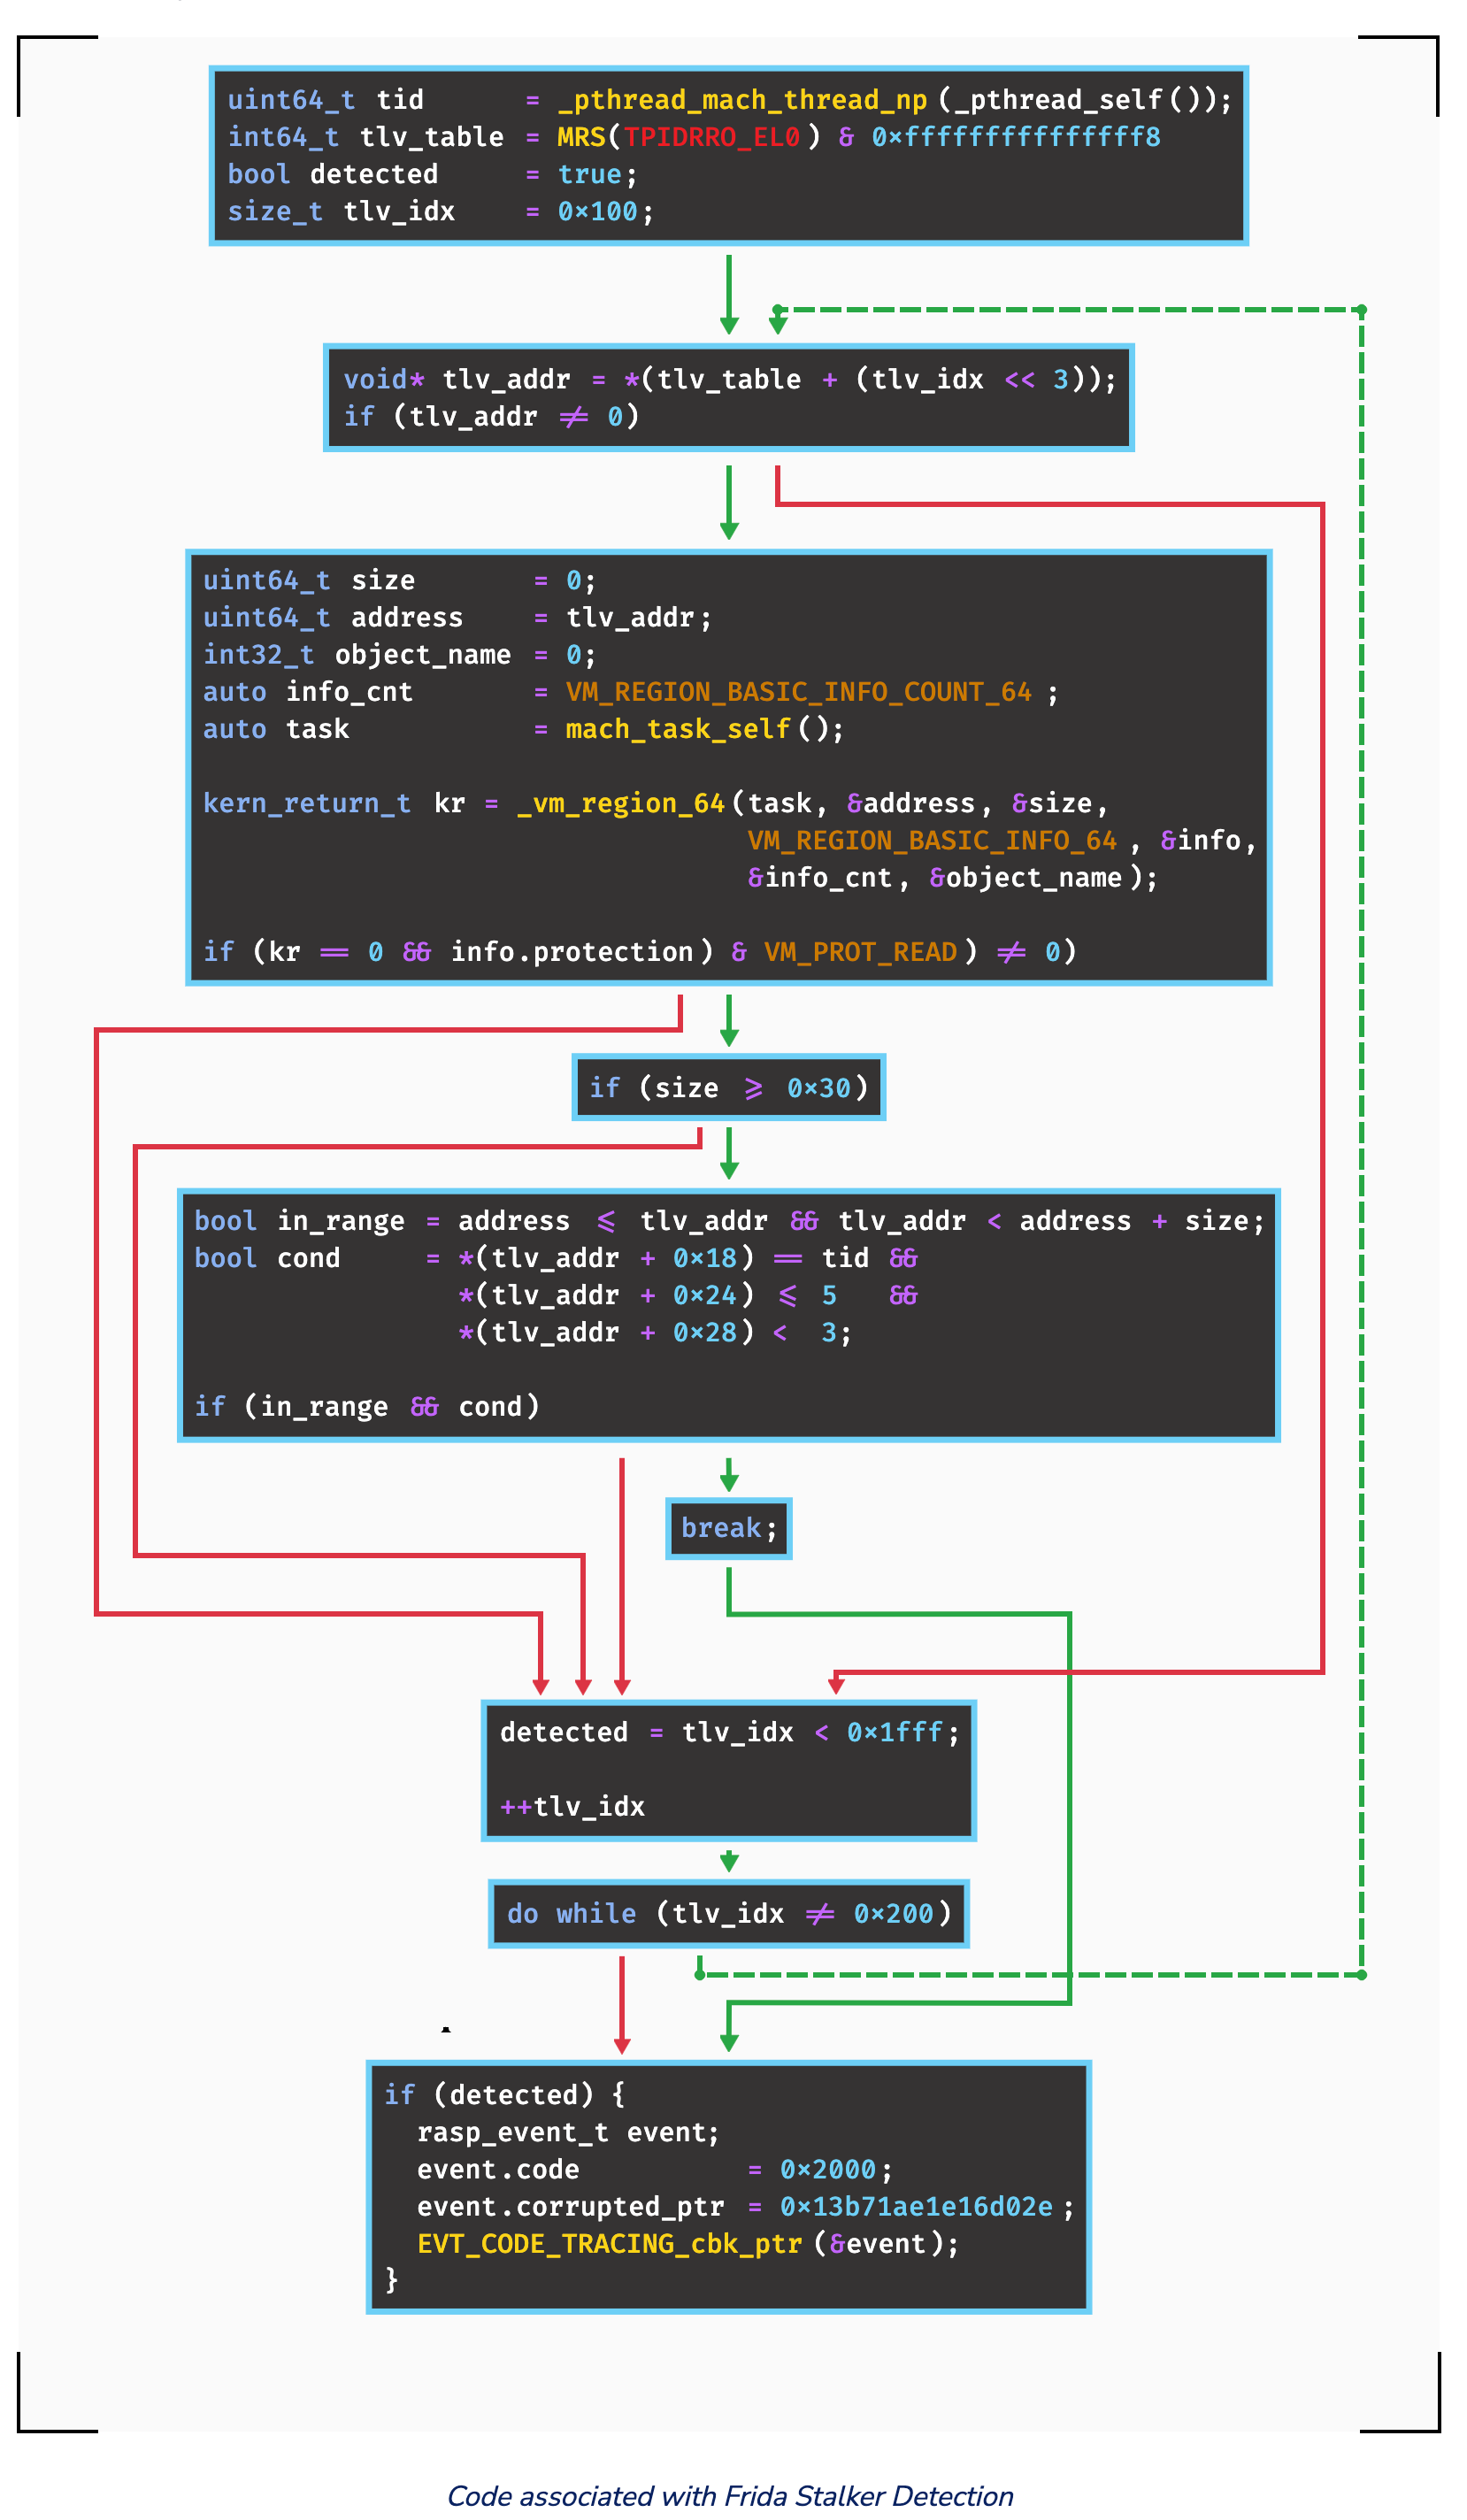 uint64_t tid = _pthread_mach_thread_np(_pthread_self());
int64_t tlv_table = MRS(TPIDRRO_EL0) & 0×fffffffffffffff8
bool detected = true;
size_t tlv_idx = 0×100;
void* tlv_addr = *(tlv_table + (tlv_idx << 3));
if (tlv_addr ≠ 0)
uint64_t size = 0;
uint64_t address = tlv_addr;
int32_t object_name = 0;
auto info_cnt = VM_REGION_BASIC_INFO_COUNT_64 ;
auto task = mach_task_self();
kern_return_t kr = _vm_region_64(task, &address, &size,
VM_REGION_BASIC_INFO_64 , &info,
&info_cnt, &object_name);
if (kr == 0 && info.protection) & VM_PROT_READ) ≠ 0)
if (size ⩾ 0×30)
bool in_range = address ⩽ tlv_addr && tlv_addr < address + size;
bool cond = *(tlv_addr + 0×18) == tid &&
*(tlv_addr + 0×24) ⩽ 5 &&
*(tlv_addr + 0×28) < 3;
if (in_range && cond)
break;
detected = tlv_idx < 0×1fff;
++tlv_idx
do while (tlv_idx ≠ 0×200)
if (detected) {
rasp_event_t event;
event.code = 0×2000;
event.corrupted_ptr = 0×13b71ae1e16d02e ;
EVT_CODE_TRACING_cbk_ptr(&event);
}
Code associated with Frida Stalker Detection